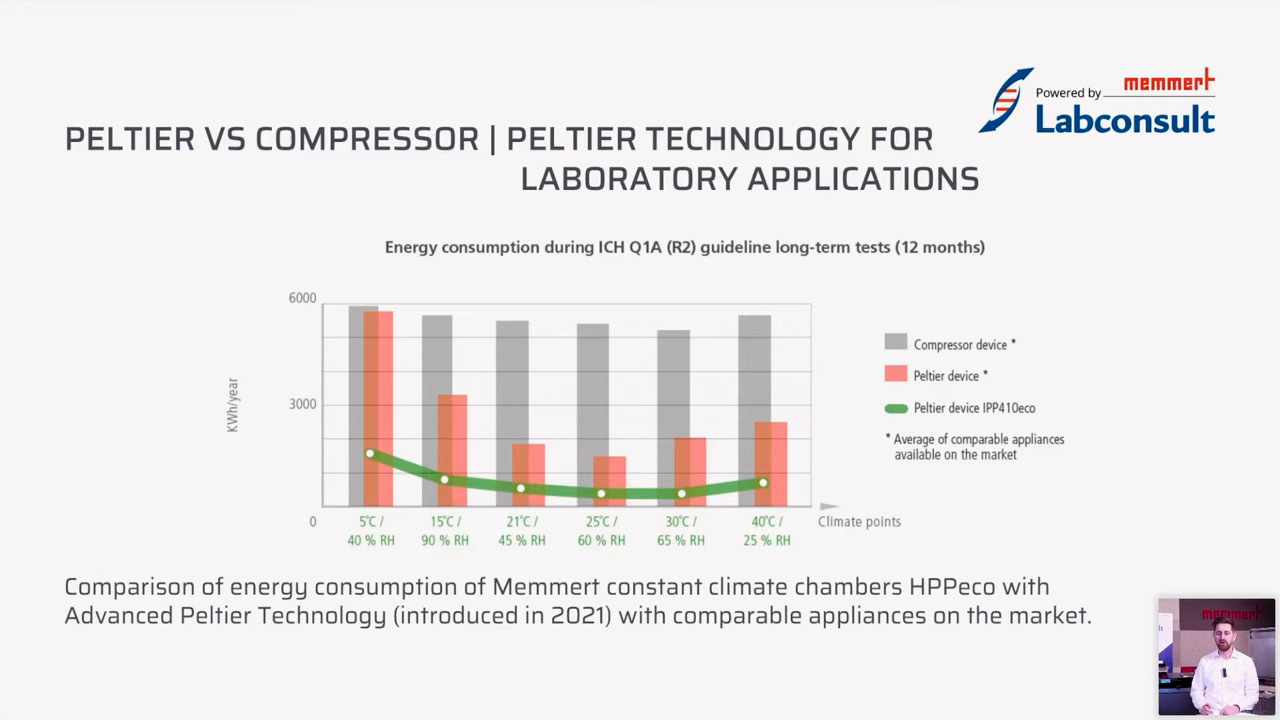 Powered by memmert
Labconsult
PELTIER VS COMPRESSOR | PELTIER TECHNOLOGY FOR
LABORATORY APPLICATIONS
Energy consumption during ICH Q1A (R2) guideline long-term tests (12 months)
6000
3000
0
KWh/year
5°C / 15°C / 21°C / 25°C / 30°C / 40°C /
40 % RH 90 % RH 45 % RH 60 % RH 65 % RH 25 % RH
Climate points
Compressor device *
Peltier device *
Peltier device IPP410eco
* Average of comparable appliances
available on the market
Comparison of energy consumption of Memmert constant climate chambers HPPeco with
Advanced Peltier Technology (introduced in 2021) with comparable appliances on the market.
memmert